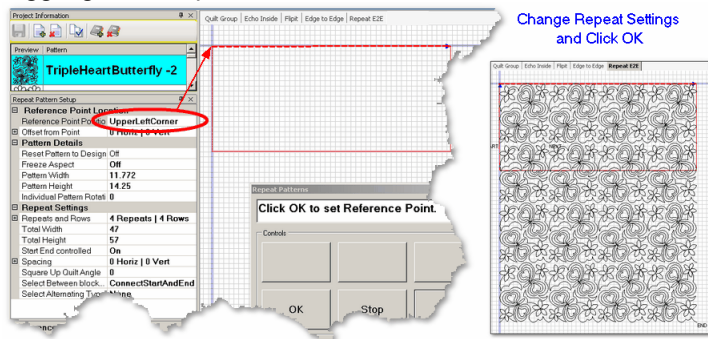 Project Information
Preview Pattern
TripleHeartButterfly -2
Repeat Pattern Setup
Reference Point Location
Reference Point Positio UpperLeftCorner
Offset from Point 0 Horiz | 0 Vert
Pattern Details
Reset Pattern to Design Off
Freeze Aspect Off
Pattern Width 11.772
Pattern Height 14.25
Individual Pattern Rotati 0
Repeat Settings
Repeats and Rows 4 Repeats | 4 Rows
Total Width 47
Total Height 57
Start End controlled On
Spacing 0 Horiz | 0 Vert
Square Up Quilt Angle 0
Select Between block... ConnectStartAndEnd
Select Alternating Typ None
Quilt Group Echo Inside Flipit Edge to Edge Repeat E2E
Repeat Patterns
Click OK to set Reference Point.
Controls
OK Stop
Change Repeat Settings
and Click OK
Quilt Group Echo Inside Flipit Edge to Edge Repeat E2E
END